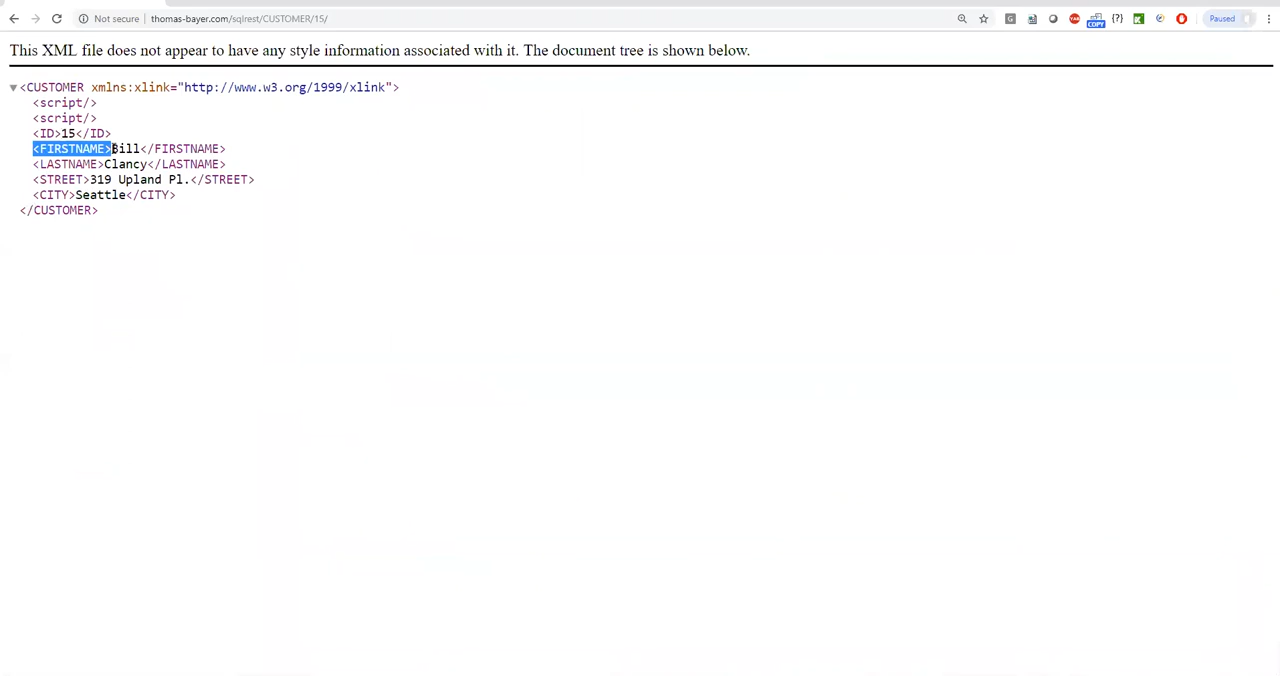 Not secure | thomas-bayer.com/sqlrest/CUSTOMER/15/
COPY
{?}
Paused
This XML file does not appear to have any style information associated with it. The document tree is shown below.
<CUSTOMER xmlns:xlink="http://www.w3.org/1999/xlink">
<script/>
<script/>
<ID>15</ID>
<FIRSTNAME>Bill</FIRSTNAME>
<LASTNAME>Clancy</LASTNAME>
<STREET>319 Upland Pl.</STREET>
<CITY>Seattle</CITY>
</CUSTOMER>